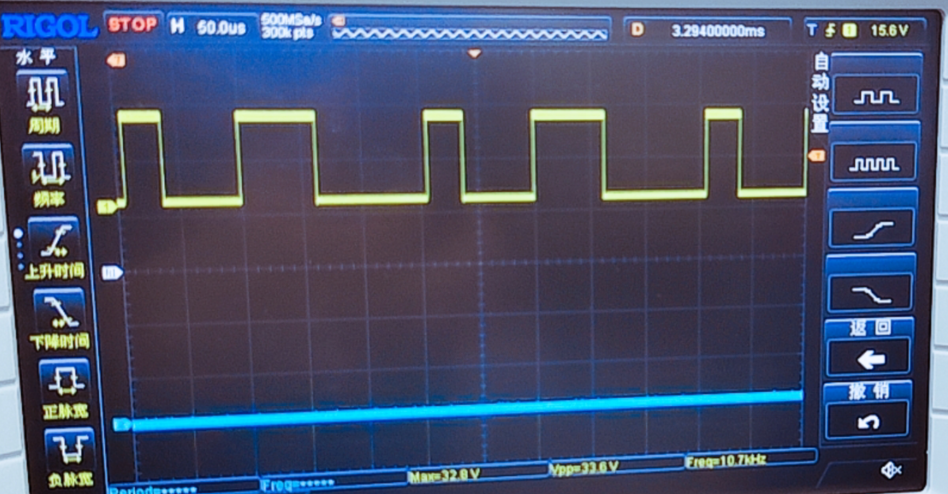 RIGOL STOP H 50.0us 500MSa/s 300k pts D 3.29400000ms T 15.6V
水平
周期
频率
上升时间
下降时间
正脉宽
负脉宽
自动设置
返回
撤销
Period=***** Freq=***** Max=32.8 V Vpp=33.6 V Freq=10.7kHz